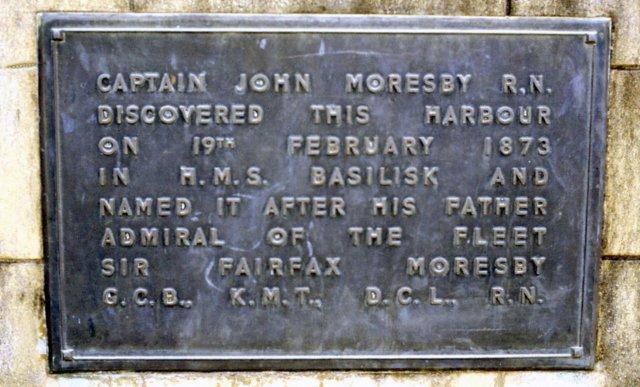 CAPTAIN JOHN MORESBY R.N.
DISCOVERED THIS HARBOUR
ON 19TH FEBRUARY 1873
IN H.M.S. BASILISK AND
NAMED IT AFTER HIS FATHER
ADMIRAL OF THE FLEET
SIR FAIRFAX MORESBY
G.C.B., K.M.T., D.C.L., R.N.